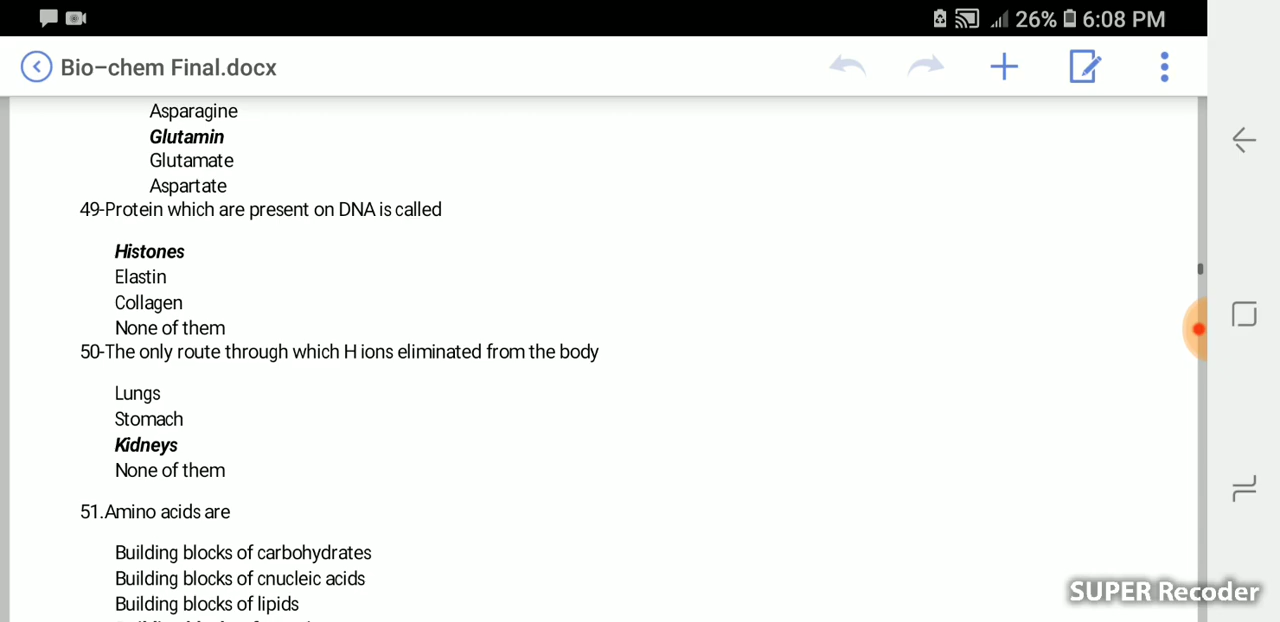 26% 6:08 PM
Bio-chem Final.docx
Asparagine
Glutamin
Glutamate
Aspartate
49-Protein which are present on DNA is called
Histones
Elastin
Collagen
None of them
50-The only route through which H ions eliminated from the body
Lungs
Stomach
Kidneys
None of them
51.Amino acids are
Building blocks of carbohydrates
Building blocks of cnucleic acids
Building blocks of lipids
SUPER Recoder